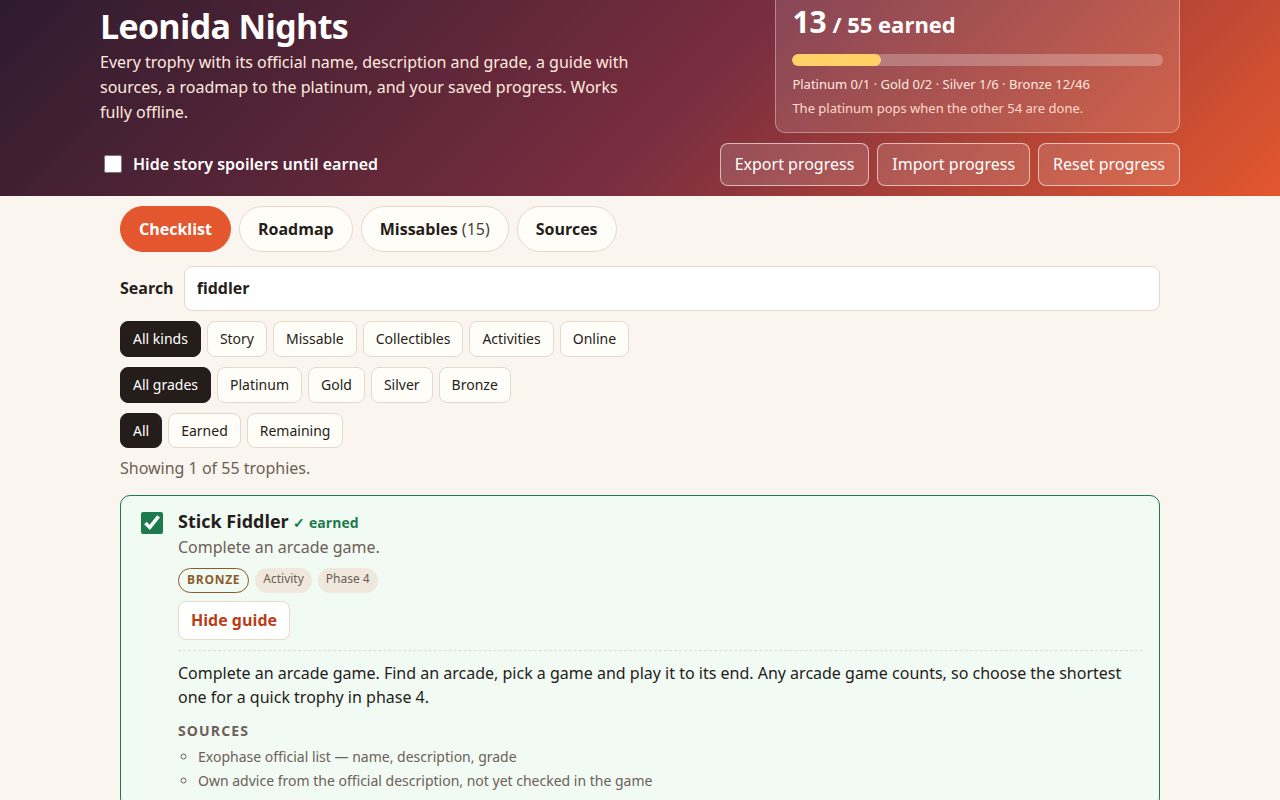 Leonida Nights
Every trophy with its official name, description and grade, a guide with
sources, a roadmap to the platinum, and your saved progress. Works
fully offline.
13 / 55 earned
Platinum 0/1 · Gold 0/2 · Silver 1/6 · Bronze 12/46
The platinum pops when the other 54 are done.
Hide story spoilers until earned
Export progress
Import progress
Reset progress
Checklist
Roadmap
Missables (15)
Sources
Search
fiddler
All kinds
Story
Missable
Collectibles
Activities
Online
All grades
Platinum
Gold
Silver
Bronze
All
Earned
Remaining
Showing 1 of 55 trophies.
Stick Fiddler ✓ earned
Complete an arcade game.
BRONZE
Activity
Phase 4
Hide guide
Complete an arcade game. Find an arcade, pick a game and play it to its end. Any arcade game counts, so choose the shortest
one for a quick trophy in phase 4.
SOURCES
Exophase official list — name, description, grade
Own advice from the official description, not yet checked in the game